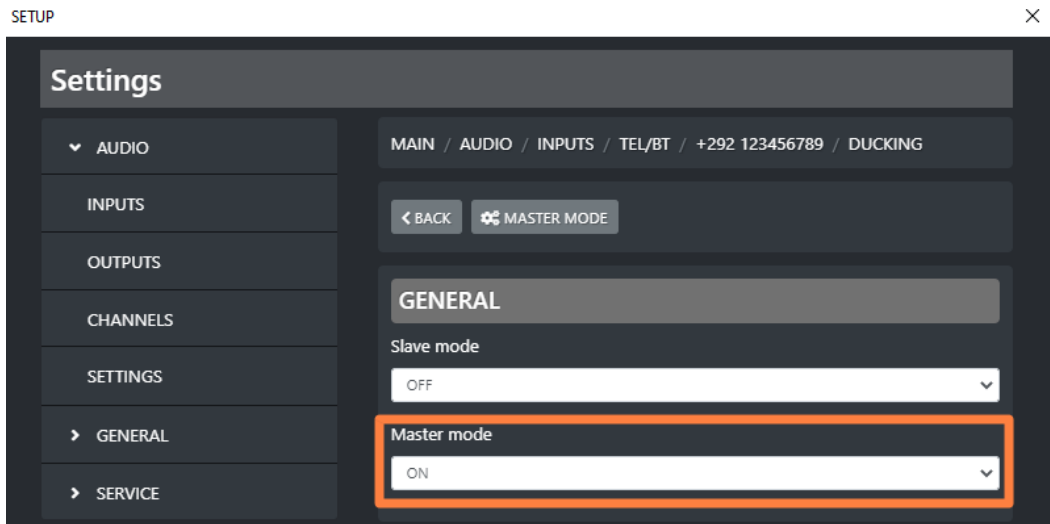 SETUP
Settings
AUDIO
INPUTS
OUTPUTS
CHANNELS
SETTINGS
GENERAL
SERVICE
MAIN / AUDIO / INPUTS / TEL/BT / +292 123456789 / DUCKING
BACK
MASTER MODE
GENERAL
Slave mode
OFF
Master mode
ON